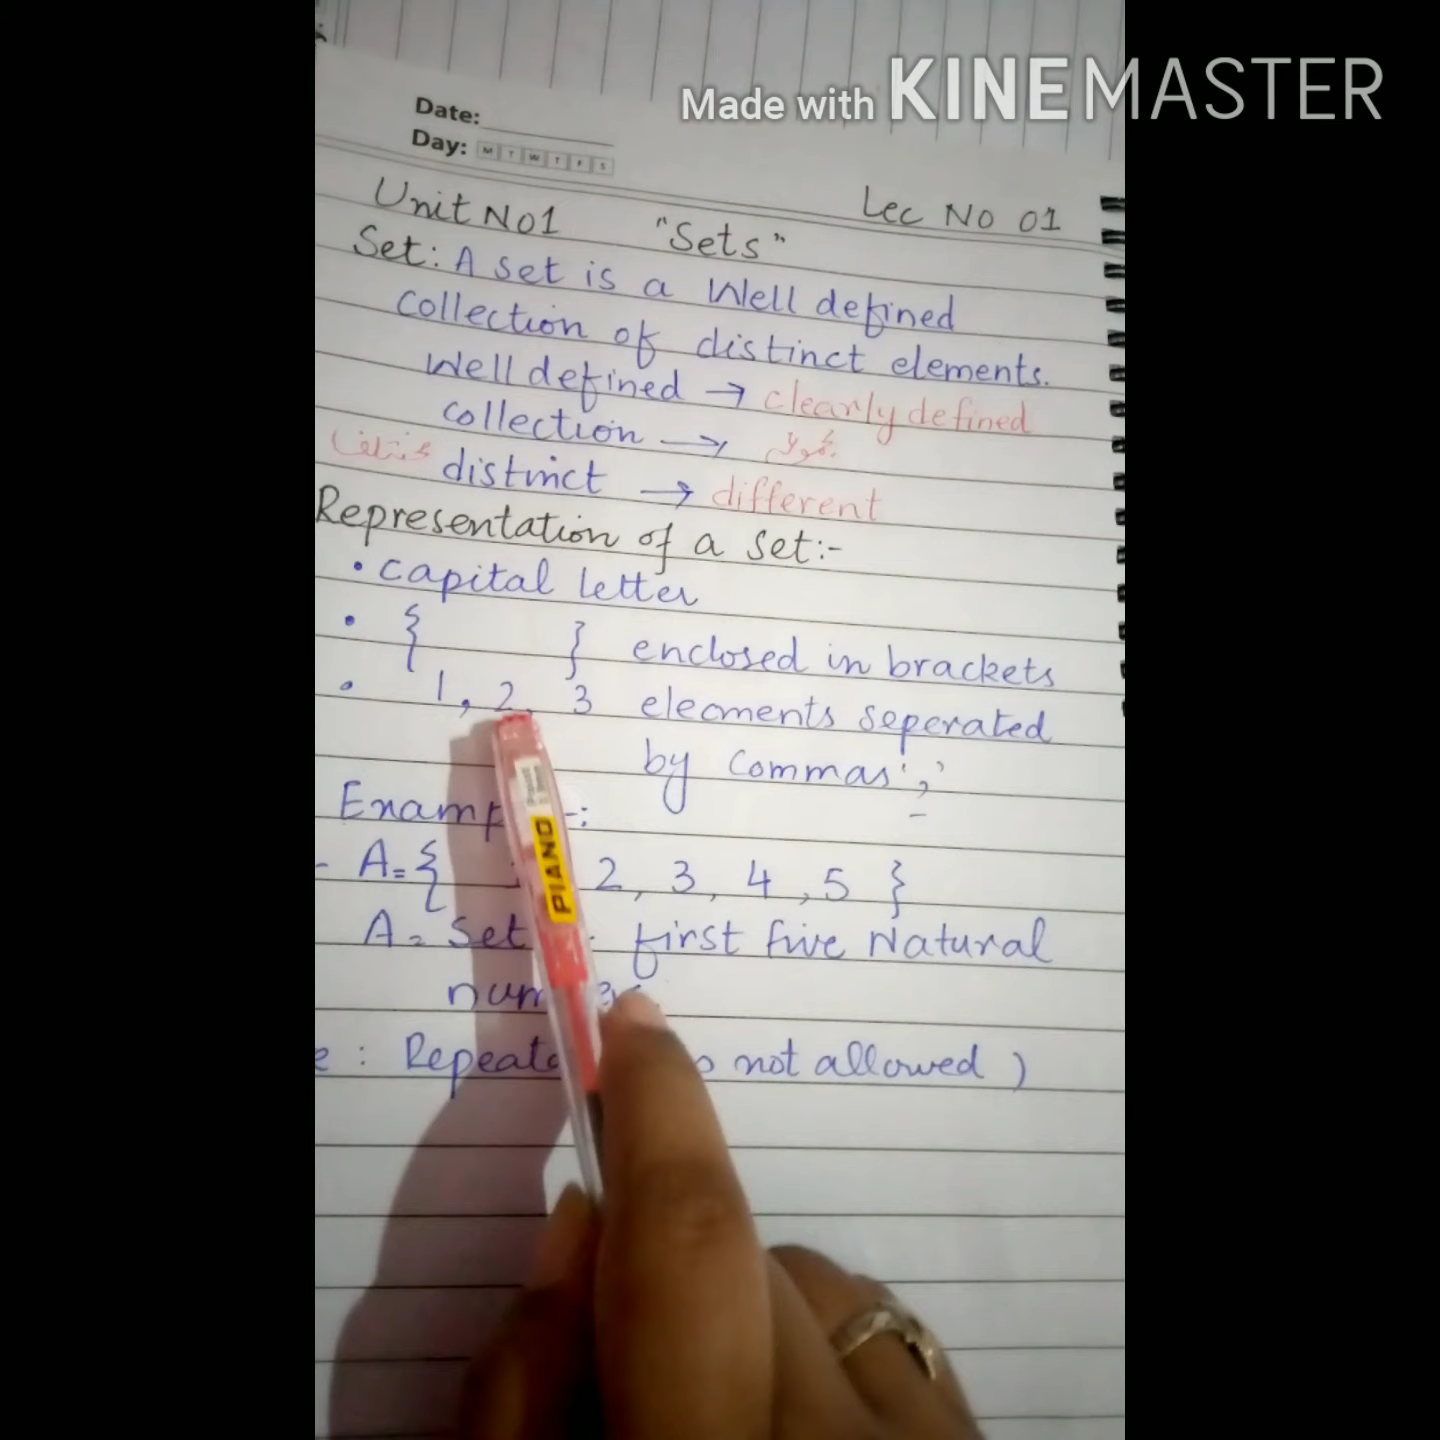 Made with KINEMASTER
Date:
Day: M T W T F S
Unit No1 "Sets" Lec No 01
Set: A set is a Well defined
collection of distinct elements.
Well defined → clearly defined
collection →
مختلف distinct → different
Representation of a set:-
• capital letter
• { } enclosed in brackets
• 1, 2, 3 elecments seperated
by commas ','
Examp -:
- A={ 2, 3, 4, 5 }
A= Set first five Natural
num
: Repeat not allowed )
PIANO